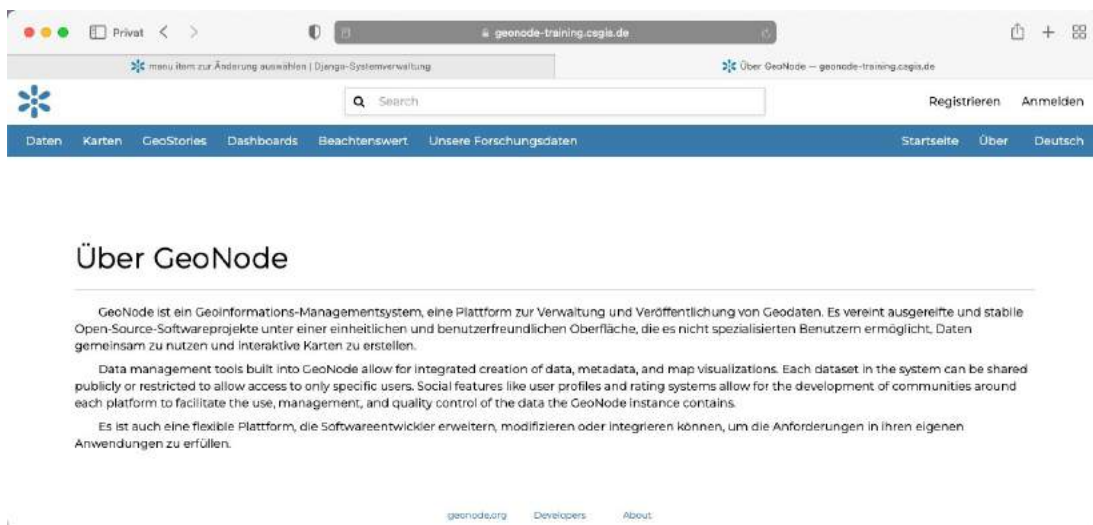 Privat
geonode-training.csgis.de
menu item zur Änderung auswählen | Django-Systemverwaltung
Über GeoNode — geonode-training.csgis.de
Search
Registrieren Anmelden
Daten Karten GeoStories Dashboards Beachtenswert Unsere Forschungsdaten Startseite Über Deutsch
Über GeoNode
GeoNode ist ein Geoinformations-Managementsystem, eine Plattform zur Verwaltung und Veröffentlichung von Geodaten. Es vereint ausgereifte und stabile
Open-Source-Softwareprojekte unter einer einheitlichen und benutzerfreundlichen Oberfläche, die es nicht spezialisierten Benutzern ermöglicht, Daten
gemeinsam zu nutzen und interaktive Karten zu erstellen.
Data management tools built into GeoNode allow for integrated creation of data, metadata, and map visualizations. Each dataset in the system can be shared
publicly or restricted to allow access to only specific users. Social features like user profiles and rating systems allow for the development of communities around
each platform to facilitate the use, management, and quality control of the data the GeoNode instance contains.
Es ist auch eine flexible Plattform, die Softwareentwickler erweitern, modifizieren oder integrieren können, um die Anforderungen in ihren eigenen
Anwendungen zu erfüllen.
geonode.org Developers About